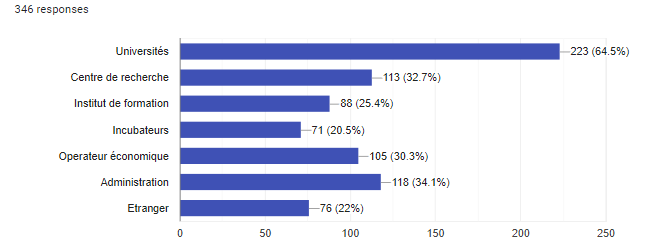 346 responses
Universités 223 (64.5%)
Centre de recherche 113 (32.7%)
Institut de formation 88 (25.4%)
Incubateurs 71 (20.5%)
Operateur économique 105 (30.3%)
Administration 118 (34.1%)
Etranger 76 (22%)
0 50 100 150 200 250